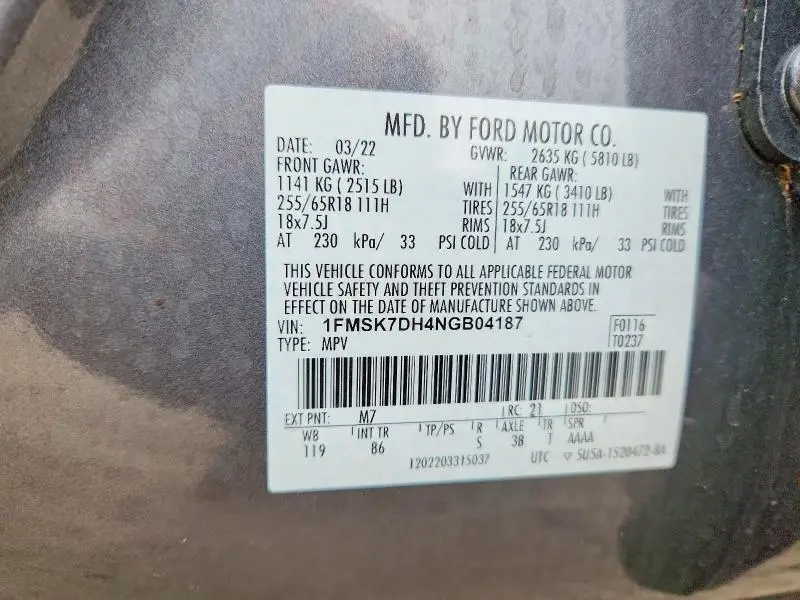 MFD. BY FORD MOTOR CO.
DATE: 03/22 GVWR: 2635 KG ( 5810 LB)
FRONT GAWR: REAR GAWR:
1141 KG ( 2515 LB) WITH 1547 KG ( 3410 LB) WITH
255/65R18 111H TIRES 255/65R18 111H TIRES
18x7.5J RIMS 18x7.5J RIMS
AT 230 kPa/ 33 PSI COLD AT 230 kPa/ 33 PSI COLD
THIS VEHICLE CONFORMS TO ALL APPLICABLE FEDERAL MOTOR
VEHICLE SAFETY AND THEFT PREVENTION STANDARDS IN
EFFECT ON THE DATE OF MANUFACTURE SHOWN ABOVE.
VIN: 1FMSK7DH4NGB04187 F0116
TYPE: MPV T0237
EXT PNT: M7 RC: 21 DSO:
WB INT TR TP/PS R AXLE TR SPR
119 86 S 3B T AAAA
1202203315037 UTC ▽ 5U5A-1520472-BA